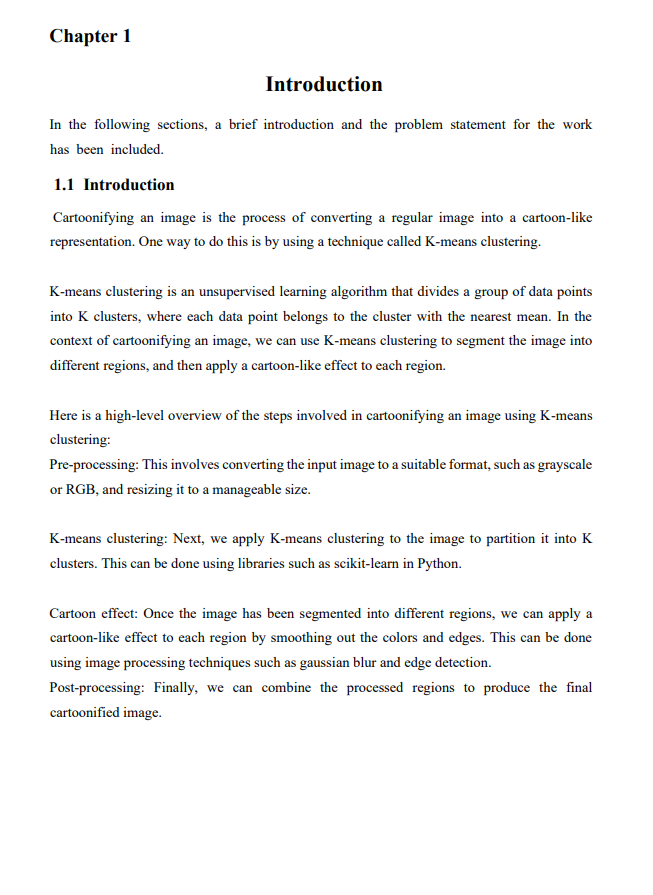 Chapter 1
Introduction
In the following sections, a brief introduction and the problem statement for the work
has been included.
1.1 Introduction
Cartoonifying an image is the process of converting a regular image into a cartoon-like
representation. One way to do this is by using a technique called K-means clustering.
K-means clustering is an unsupervised learning algorithm that divides a group of data points
into K clusters, where each data point belongs to the cluster with the nearest mean. In the
context of cartoonifying an image, we can use K-means clustering to segment the image into
different regions, and then apply a cartoon-like effect to each region.
Here is a high-level overview of the steps involved in cartoonifying an image using K-means
clustering:
Pre-processing: This involves converting the input image to a suitable format, such as grayscale
or RGB, and resizing it to a manageable size.
K-means clustering: Next, we apply K-means clustering to the image to partition it into K
clusters. This can be done using libraries such as scikit-learn in Python.
Cartoon effect: Once the image has been segmented into different regions, we can apply a
cartoon-like effect to each region by smoothing out the colors and edges. This can be done
using image processing techniques such as gaussian blur and edge detection.
Post-processing: Finally, we can combine the processed regions to produce the final
cartoonified image.